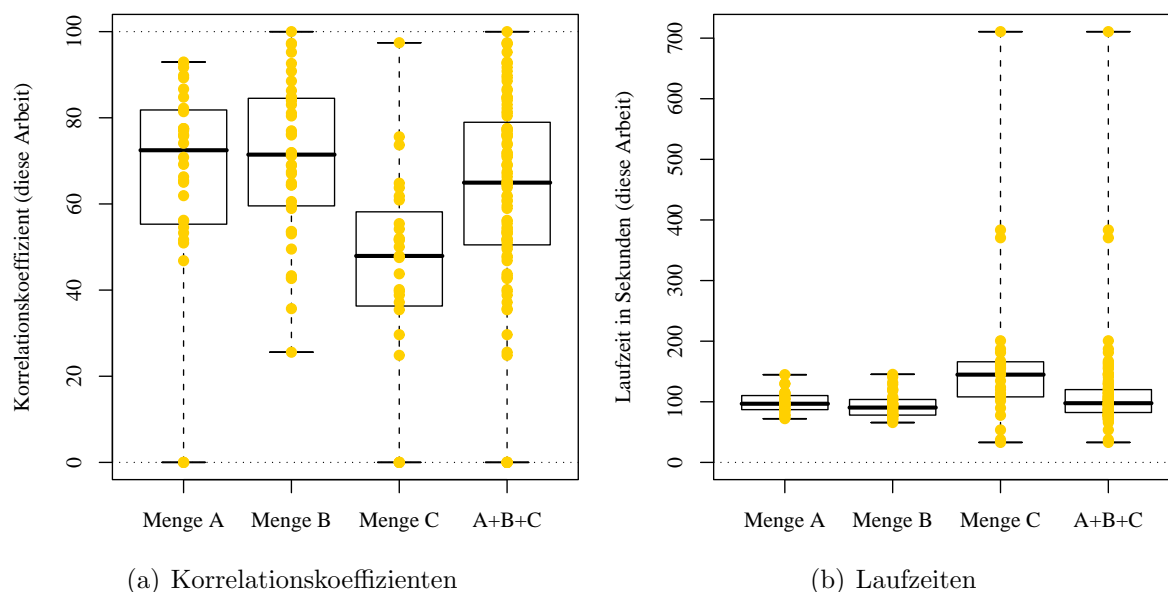 Korrelationskoeffizient (diese Arbeit)
100
80
60
40
20
0
Menge A Menge B Menge C A+B+C
(a) Korrelationskoeffizienten
Laufzeit in Sekunden (diese Arbeit)
700
600
500
400
300
200
100
0
Menge A Menge B Menge C A+B+C
(b) Laufzeiten